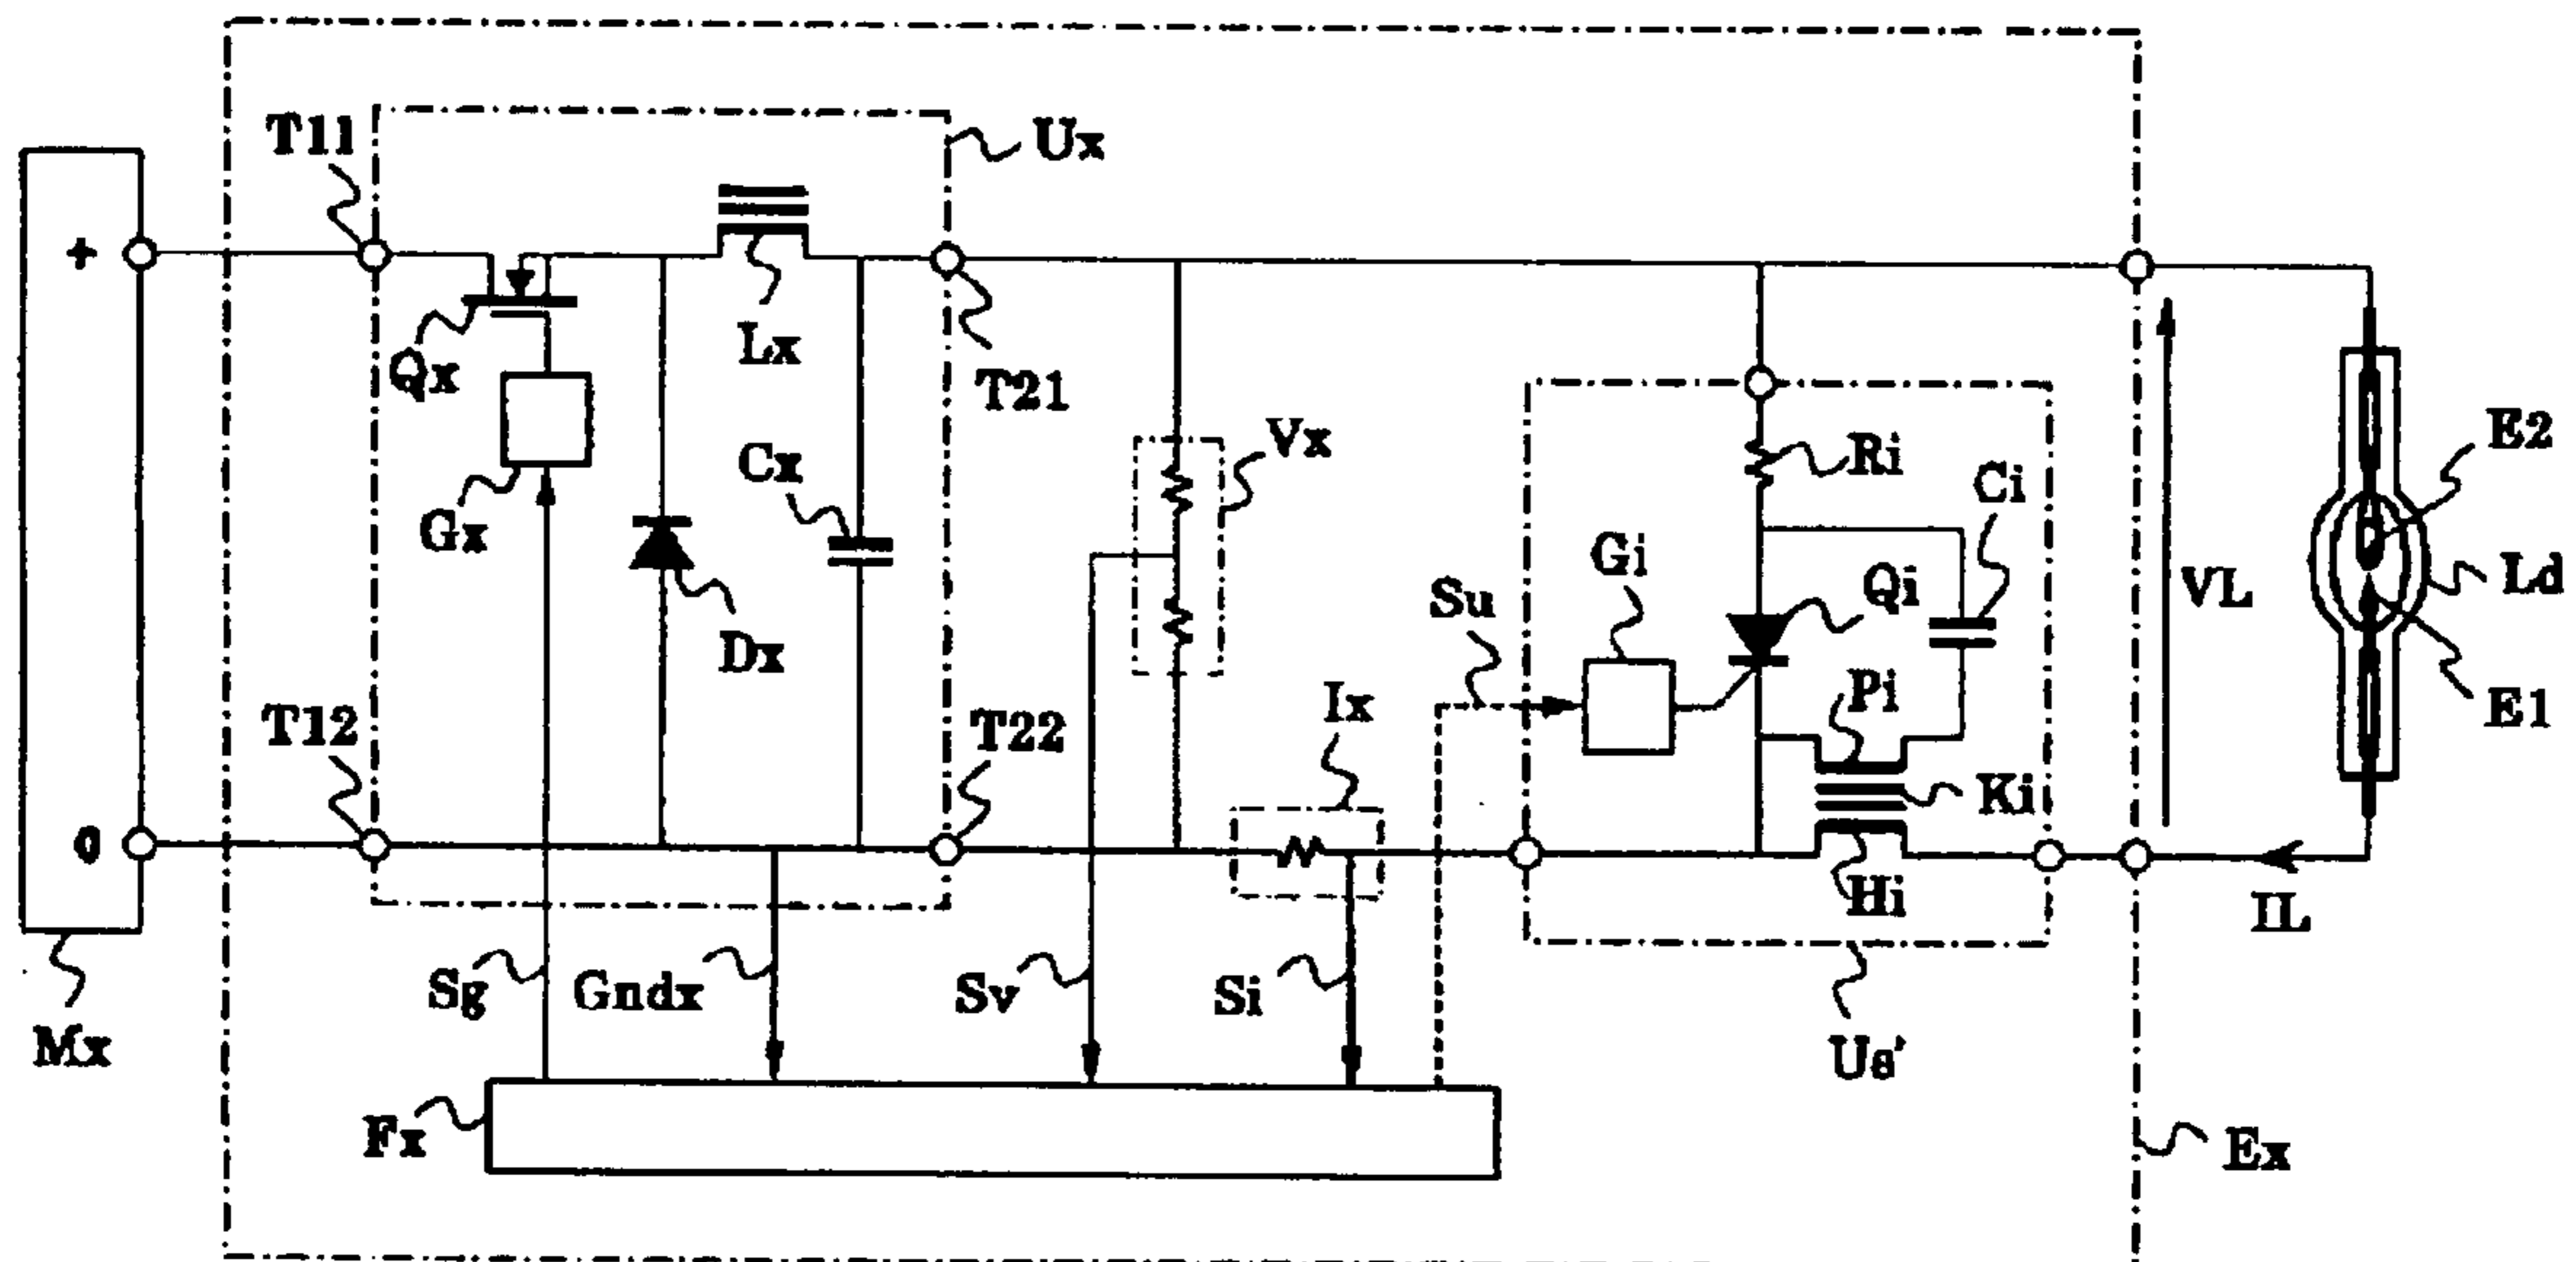 T11
Ux
+
Lx
Qx
T21
E2
Vx
Ri
Cx
Ci
Gx
Gi
VL
Ld
Su
Qi
Dx
Pi
E1
Ix
T12
T22
Ki
0
Hi
IL
Sg
Gndx
Sv
Si
Mx
Us'
Fx
Ex